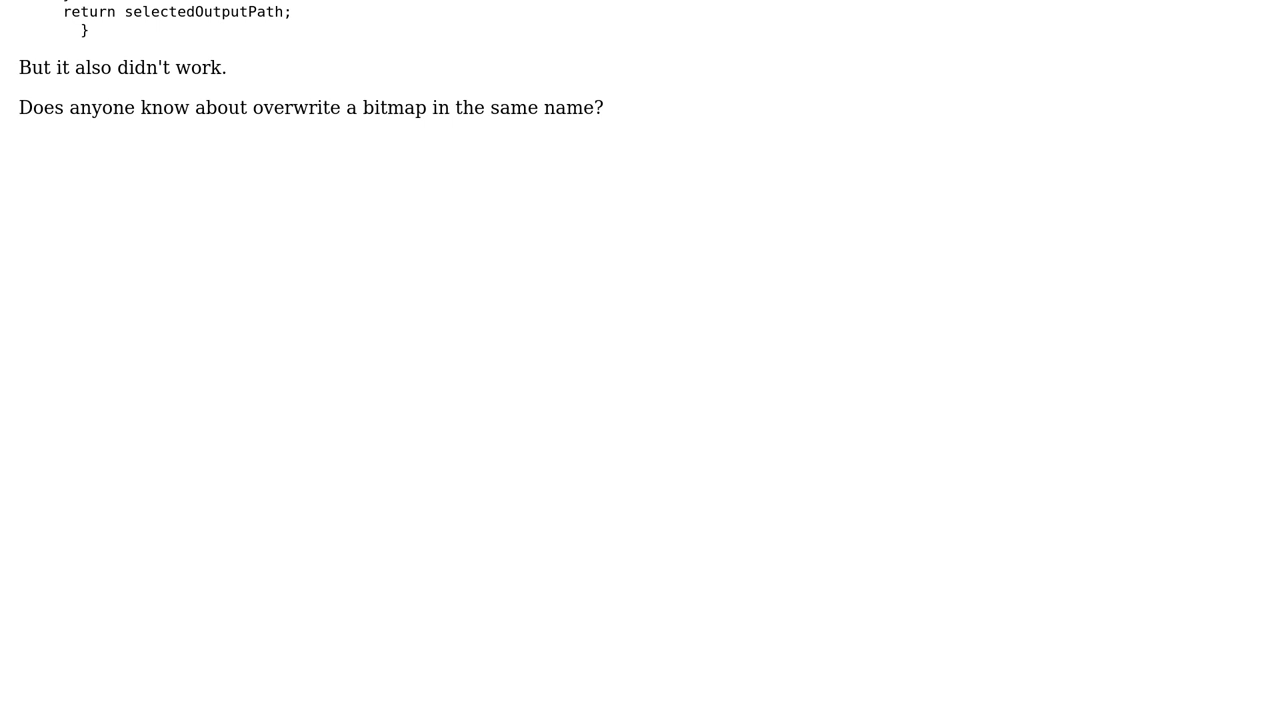 return selectedOutputPath;
}
But it also didn't work.
Does anyone know about overwrite a bitmap in the same name?